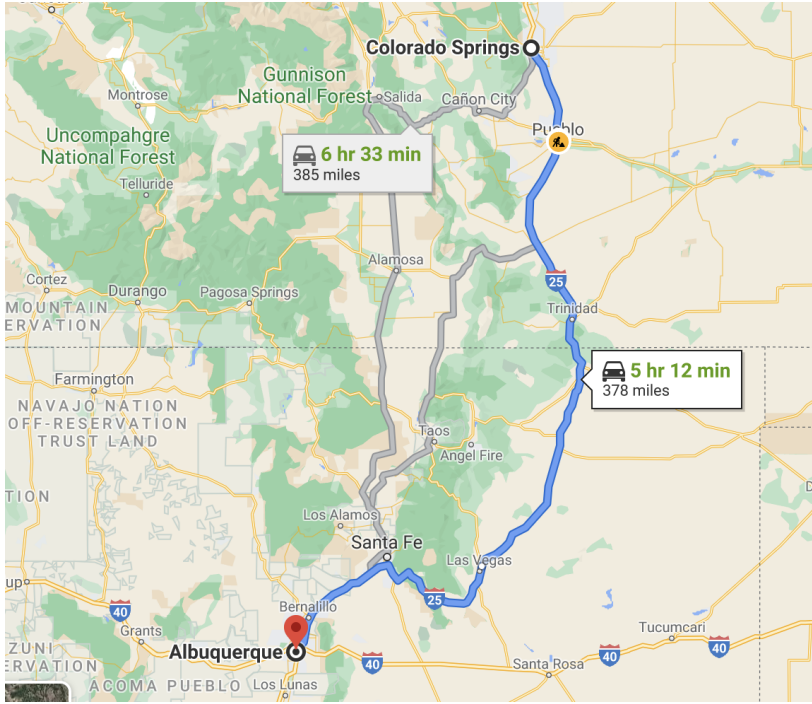 Colorado Springs
Gunnison
National Forest
Salida
Cañon City
Montrose
Pueblo
Uncompahgre
National Forest
6 hr 33 min
385 miles
Telluride
Alamosa
25
Cortez
Durango
Pagosa Springs
Trinidad
MOUNTAIN
ERVATION
5 hr 12 min
378 miles
Farmington
NAVAJO NATION
OFF-RESERVATION
TRUST LAND
Taos
Angel Fire
TION
Los Alamos
Santa Fe
Las Vegas
up
25
Bernalillo
40
Grants
Tucumcari
ZUNI
ERVATION
Albuquerque
40
40
40
Santa Rosa
ACOMA PUEBLO
Los Lunas